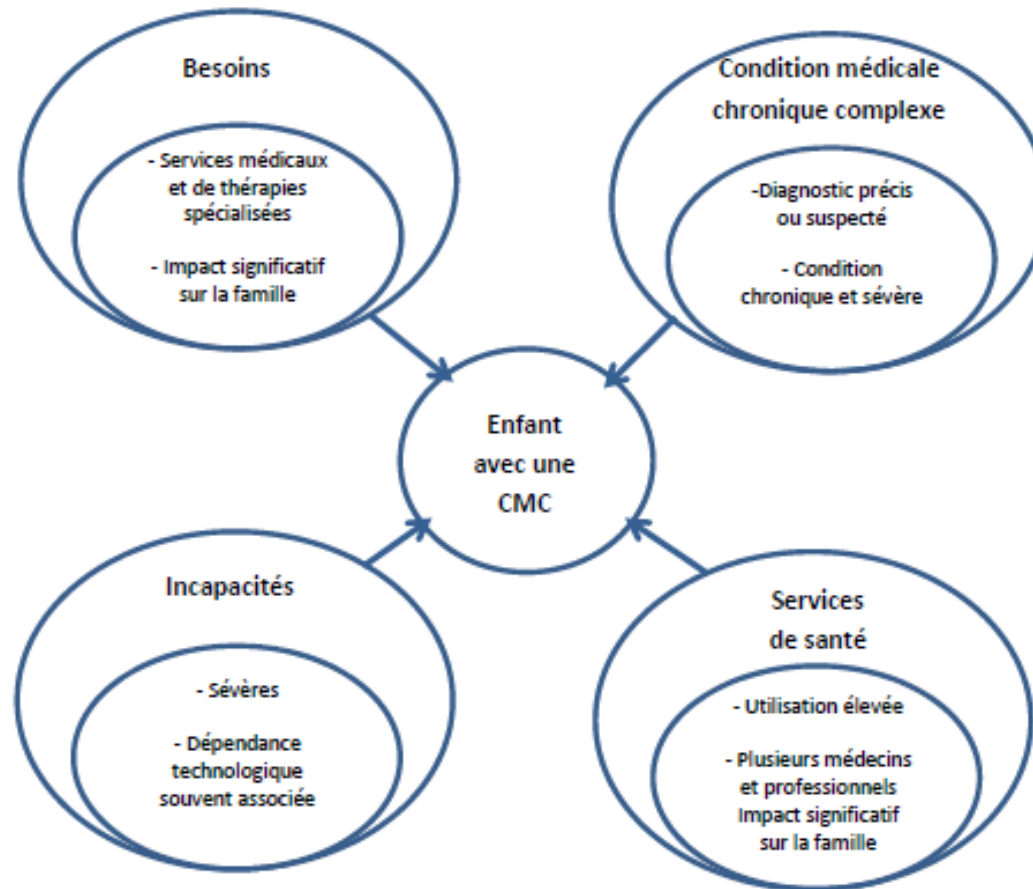 Besoins
- Services médicaux
et de thérapies
spécialisées
- Impact significatif
sur la famille
Condition médicale
chronique complexe
-Diagnostic précis
ou suspecté
- Condition
chronique et sévère
Enfant
avec une
CMC
Incapacités
- Sévères
- Dépendance
technologique
souvent associée
Services
de santé
- Utilisation élevée
- Plusieurs médecins
et professionnels
Impact significatif
sur la famille